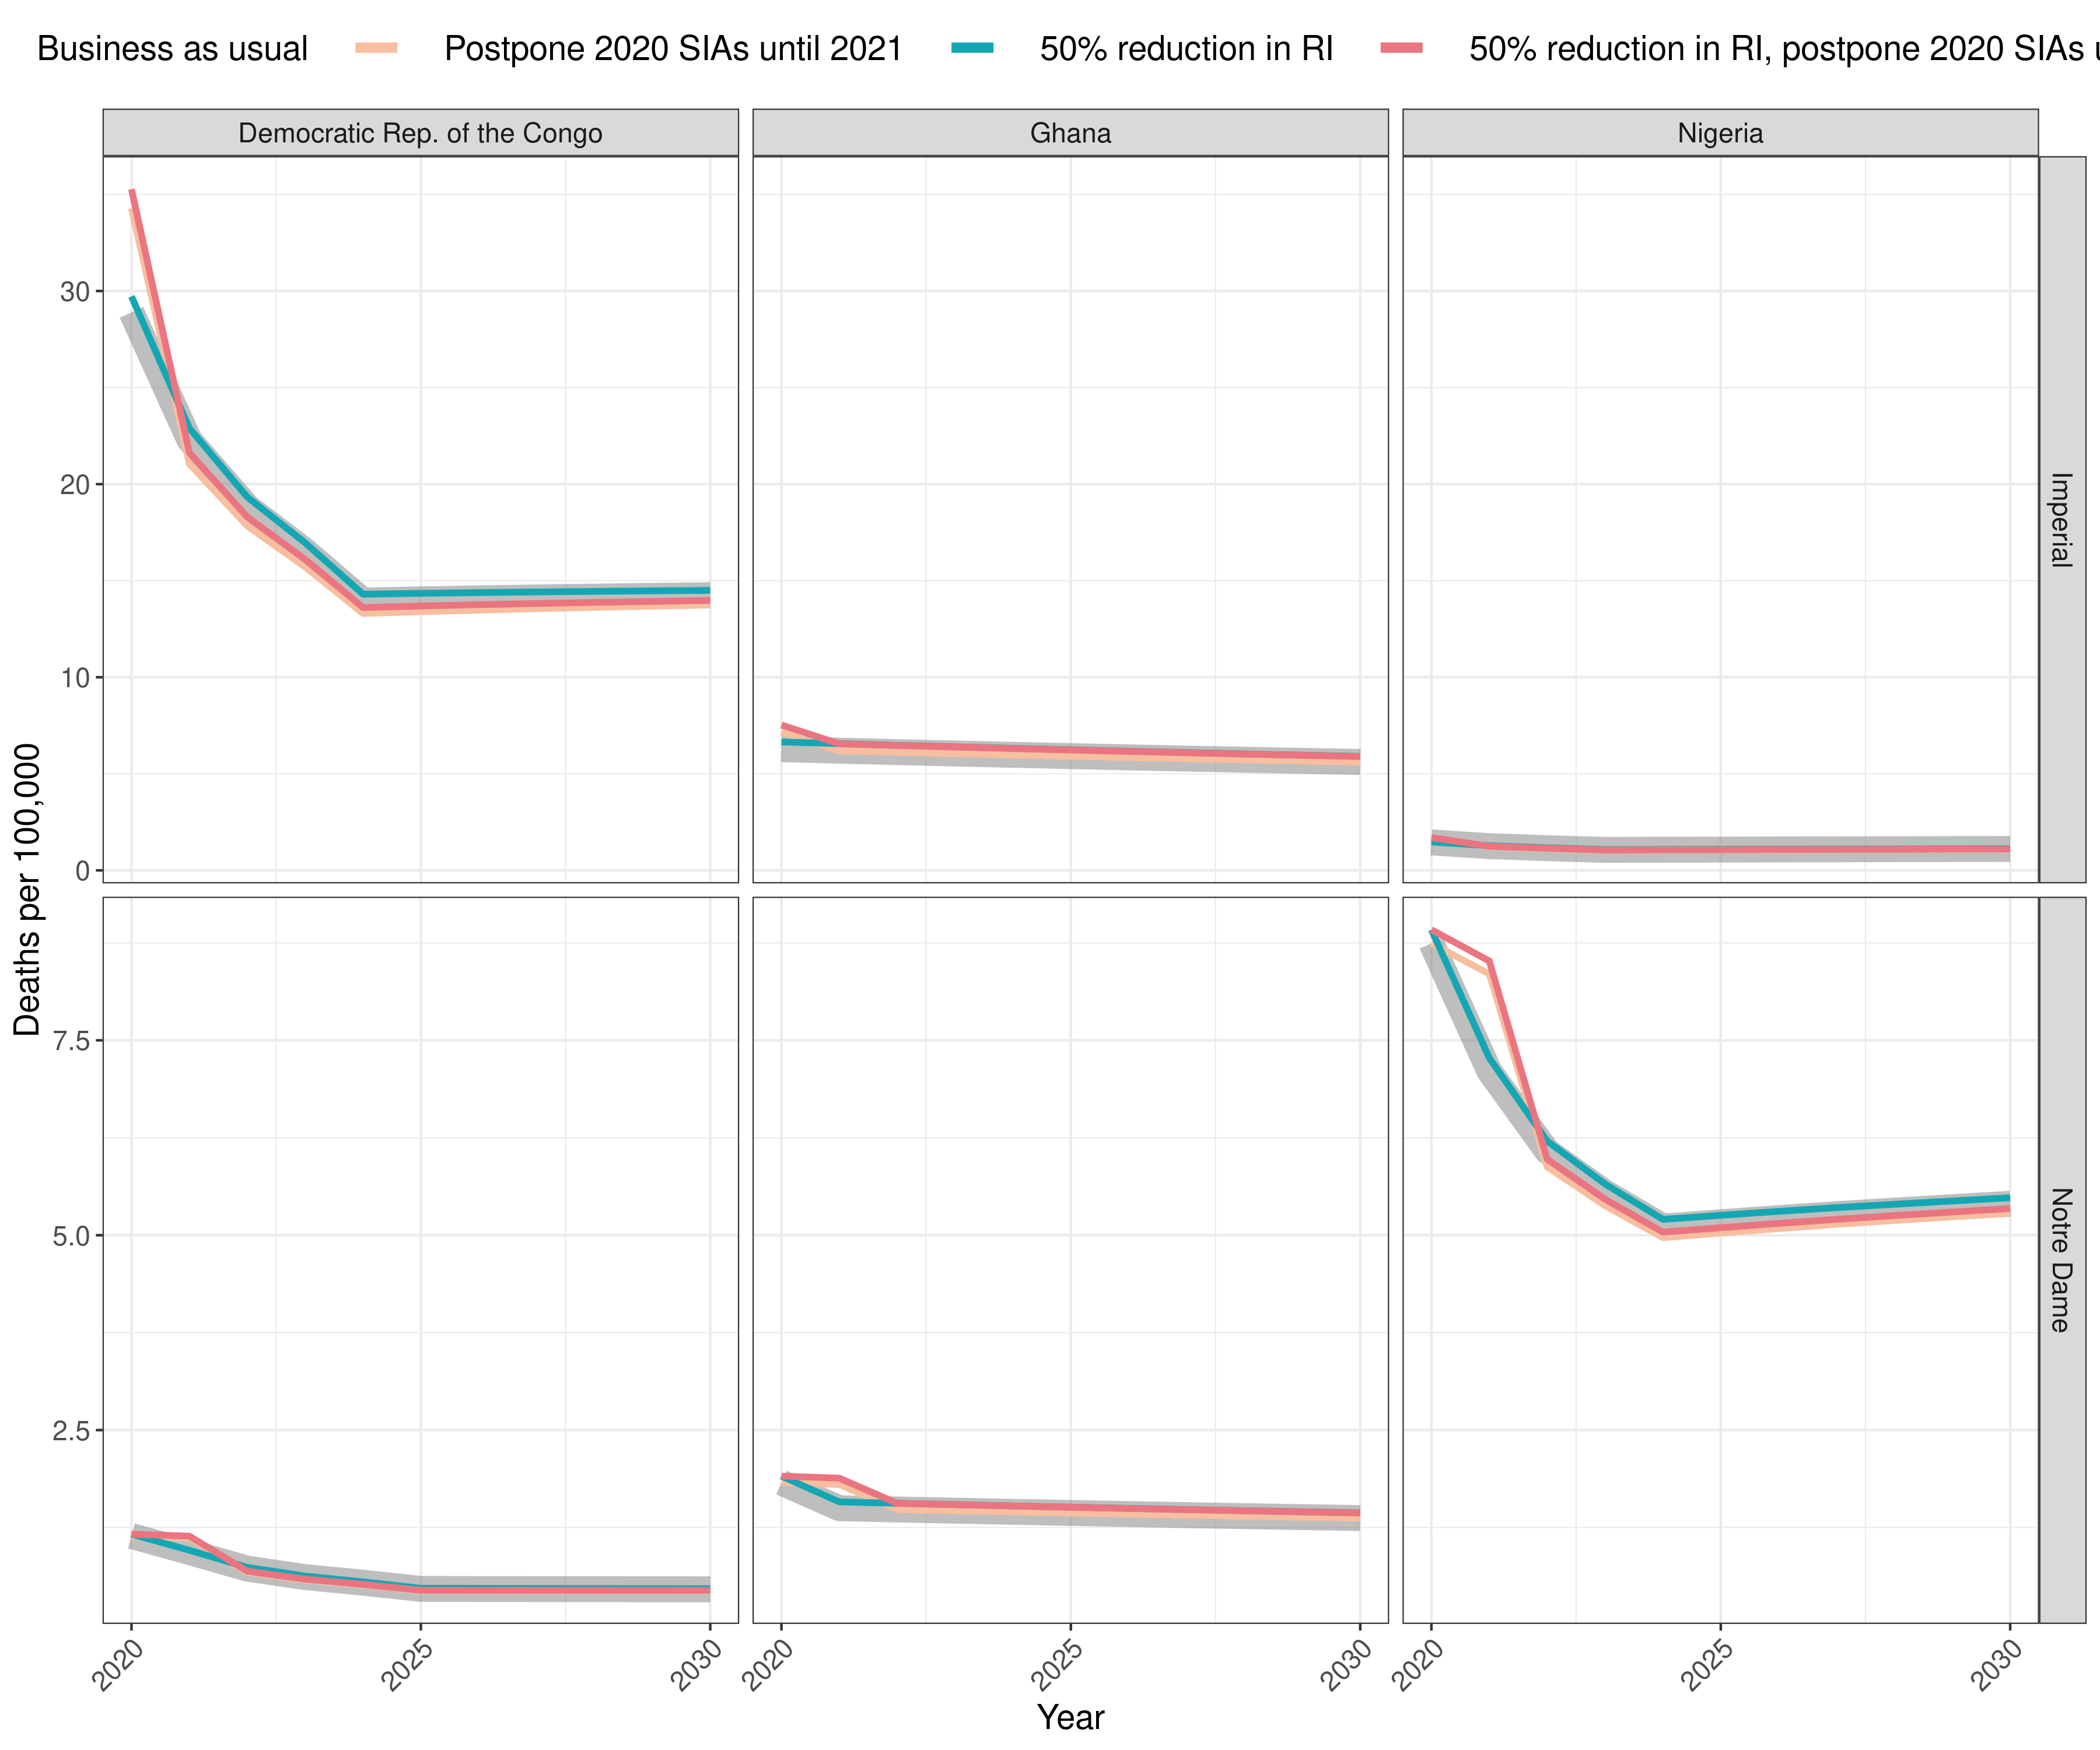 Business as usual Postpone 2020 SIAs until 2021 50% reduction in RI 50% reduction in RI, postpone 2020 SIAs
Democratic Rep. of the Congo Ghana Nigeria
Deaths per 100,000
30
20
10
0
Imperial
7.5
5.0
2.5
Notre Dame
2020 2025 2030 2020 2025 2030 2020 2025 2030
Year